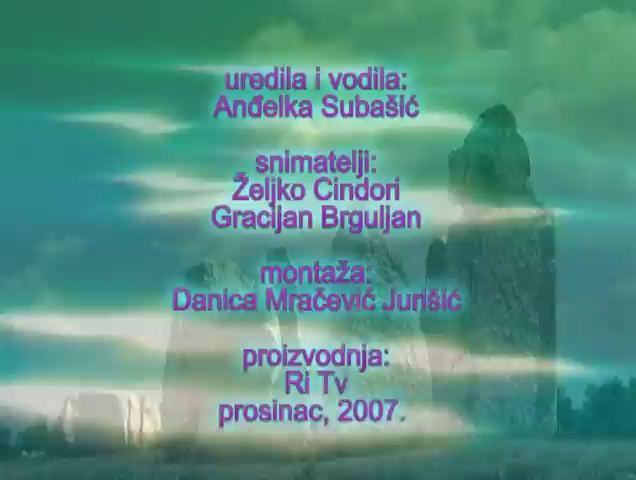 uredila i vodila:
Anđelka Subašić
snimatelji:
Željko Cindori
Gracijan Brguljan
montaža:
Danica Mračević Jurišić
proizvodnja:
Ri Tv
prosinac, 2007.